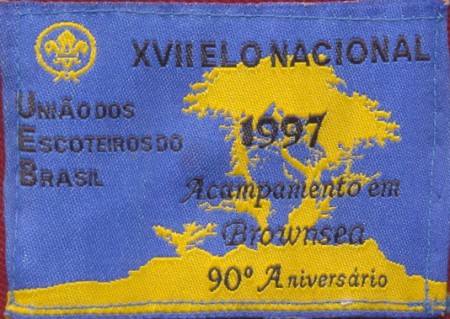 XVII ELO NACIONAL
UNIÃO DOS
ESCOTEIROS DO
BRASIL
1997
Acampamento em
Brownsea
90º Aniversário